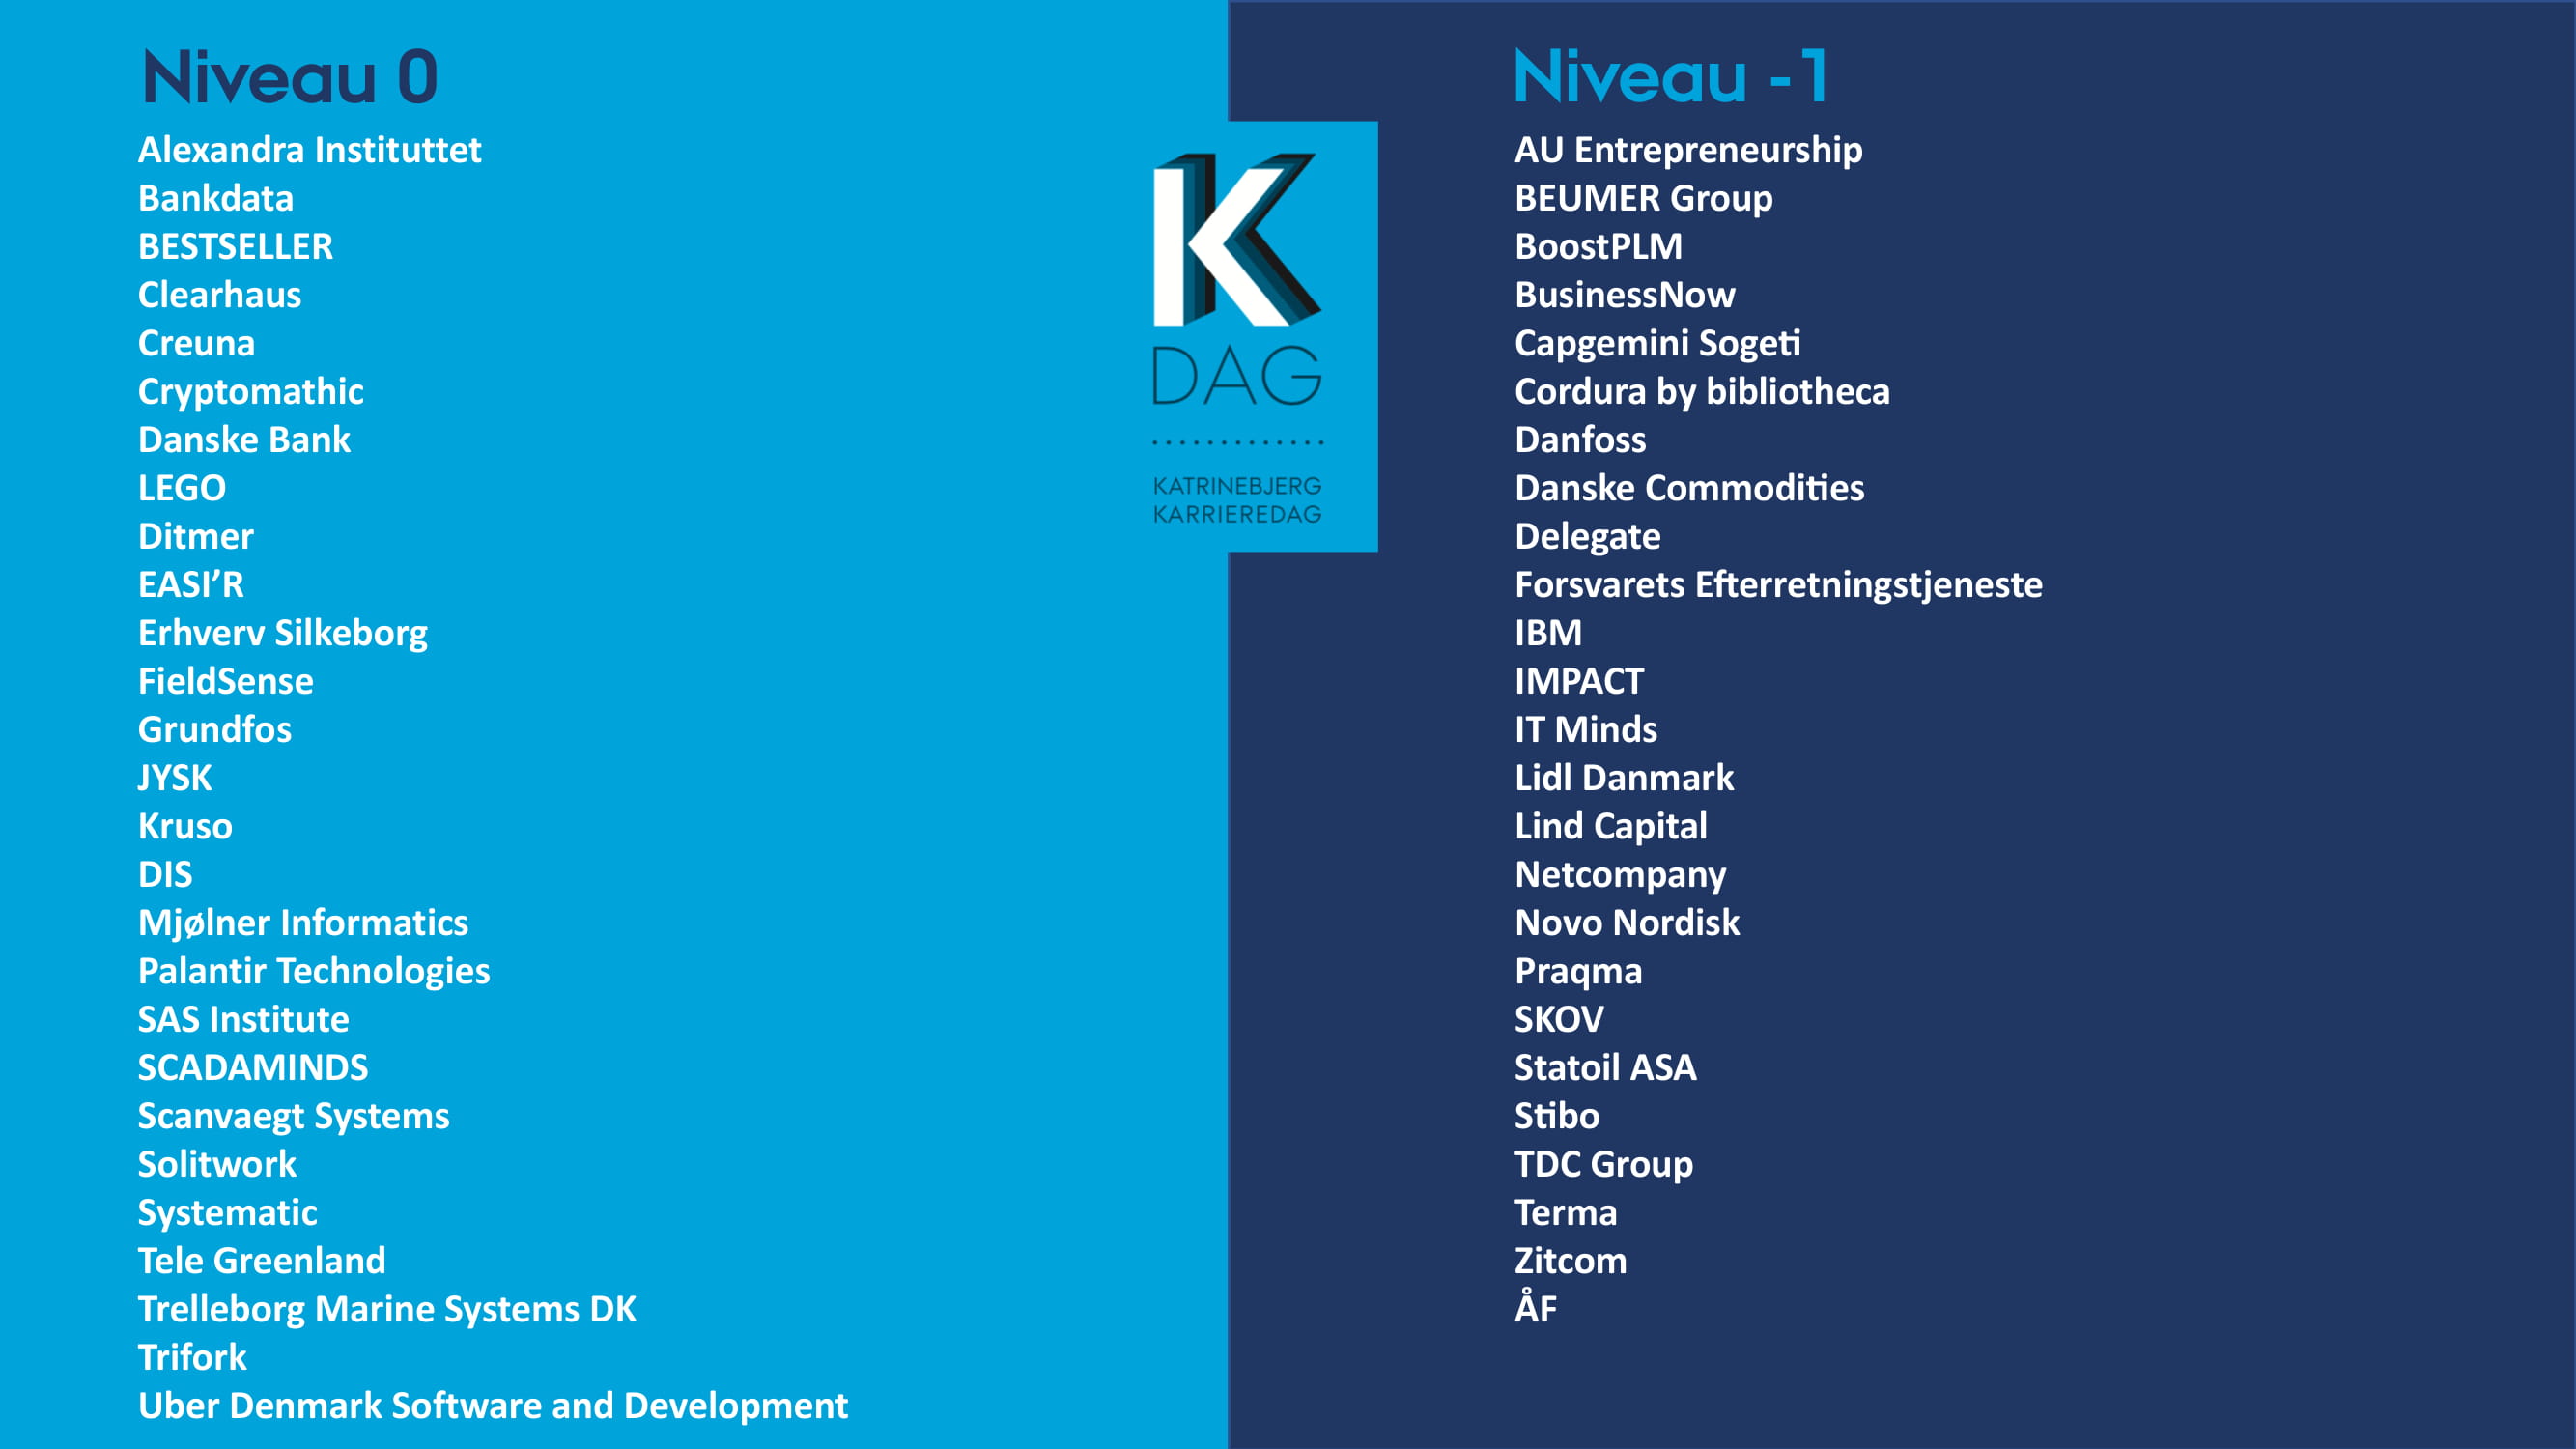 Niveau 0
Alexandra Instituttet
Bankdata
BESTSELLER
Clearhaus
Creuna
Cryptomathic
Danske Bank
LEGO
Ditmer
EASI’R
Erhverv Silkeborg
FieldSense
Grundfos
JYSK
Kruso
DIS
Mjølner Informatics
Palantir Technologies
SAS Institute
SCADAMINDS
Scanvaegt Systems
Solitwork
Systematic
Tele Greenland
Trelleborg Marine Systems DK
Trifork
Uber Denmark Software and Development
K
DAG
KATRINEBJERG
KARRIEREDAG
Niveau -1
AU Entrepreneurship
BEUMER Group
BoostPLM
BusinessNow
Capgemini Sogeti
Cordura by bibliotheca
Danfoss
Danske Commodities
Delegate
Forsvarets Efterretningstjeneste
IBM
IMPACT
IT Minds
Lidl Danmark
Lind Capital
Netcompany
Novo Nordisk
Praqma
SKOV
Statoil ASA
Stibo
TDC Group
Terma
Zitcom
ÅF